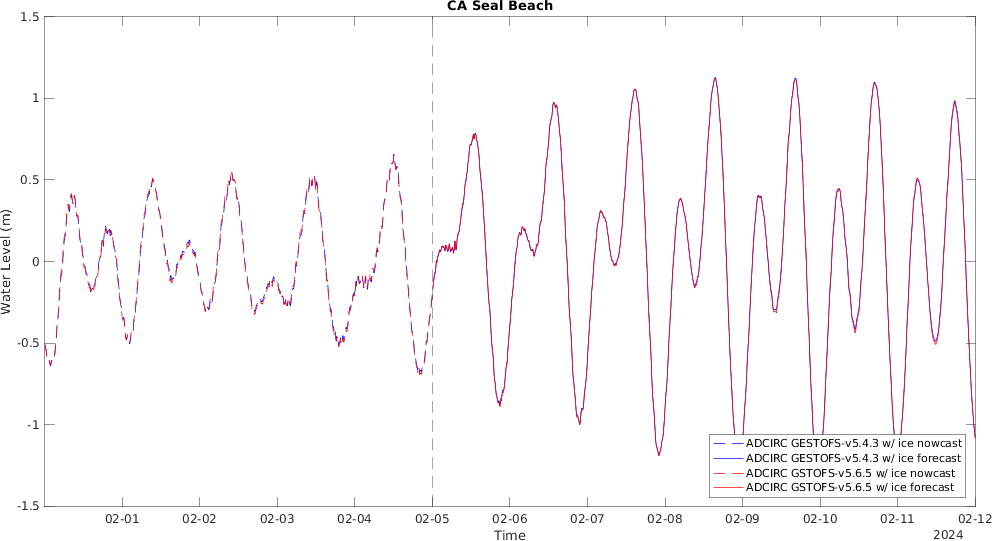 CA Seal Beach
1.5
1
0.5
0
-0.5
-1
-1.5
Water Level (m)
02-01 02-02 02-03 02-04 02-05 02-06 02-07 02-08 02-09 02-10 02-11 02-12
Time
2024
ADCIRC GESTOFS-v5.4.3 w/ ice nowcast
ADCIRC GESTOFS-v5.4.3 w/ ice forecast
ADCIRC GSTOFS-v5.6.5 w/ ice nowcast
ADCIRC GSTOFS-v5.6.5 w/ ice forecast